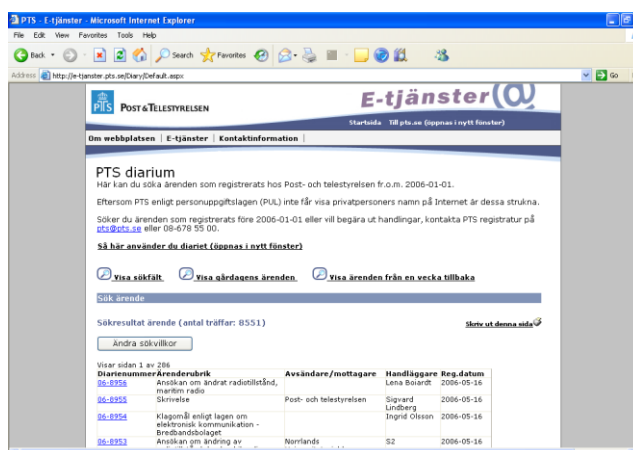 PTS - E-tjänster - Microsoft Internet Explorer
File Edit View Favorites Tools Help
Back Search Favorites
Address http://e-tjanster.pts.se/Diary/Default.aspx Go
PTS POST & TELESTYRELSEN E-tjänster@
Startsida Till pts.se (öppnas i nytt fönster)
Om webbplatsen | E-tjänster | Kontaktinformation |
PTS diarium
Här kan du söka ärenden som registrerats hos Post- och telestyrelsen fr.o.m. 2006-01-01.
Eftersom PTS enligt personuppgiftslagen (PUL) inte får visa privatpersoners namn på Internet är dessa strukna.
Söker du ärenden som registrerats före 2006-01-01 eller vill begära ut handlingar, kontakta PTS registratur på
pts@pts.se eller 08-678 55 00.
Så här använder du diariet (öppnas i nytt fönster)
Visa sökfält Visa gårdagens ärenden Visa ärenden från en vecka tillbaka
Sök ärende
Sökresultat ärende (antal träffar: 8551) Skriv ut denna sida
Ändra sökvillkor
Visar sidan 1 av 286
Diarienummer Ärenderubrik Avsändare/mottagare Handläggare Reg.datum
06-8956 Ansökan om ändrat radiotillstånd, Lena Boiardt 2006-05-16
maritim radio
06-8955 Skrivelse Post- och telestyrelsen Sigvard 2006-05-16
Lindberg
06-8954 Klagomål enligt lagen om Ingrid Olsson 2006-05-16
elektronisk kommunikation -
Bredbandsbolaget
06-8953 Ansökan om ändring av Norrlands S2 2006-05-16